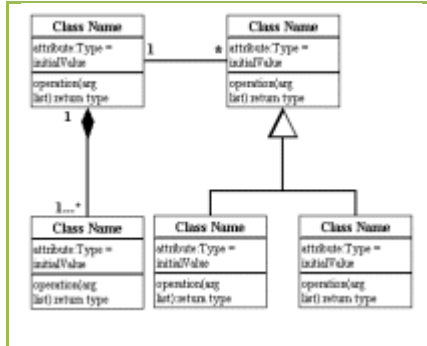 Class Name
attribute:Type =
initialValue
operation(arg
list):return type
1
*
Class Name
attribute:Type =
initialValue
operation(arg
list):return type
1
1...*
Class Name
attribute:Type =
initialValue
operation(arg
list):return type
Class Name
attribute:Type =
initialValue
operation(arg
list):return type
Class Name
attribute:Type =
initialValue
operation(arg
list):return type